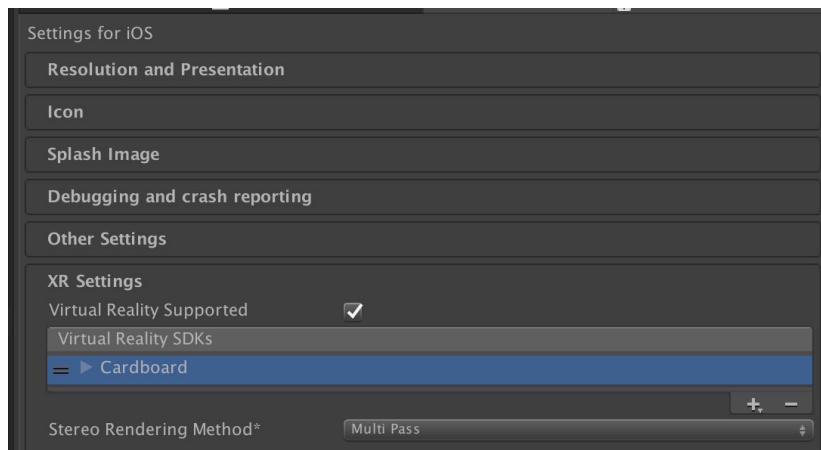 Settings for iOS
Resolution and Presentation
Icon
Splash Image
Debugging and crash reporting
Other Settings
XR Settings
Virtual Reality Supported
Virtual Reality SDKs
Cardboard
Stereo Rendering Method* Multi Pass